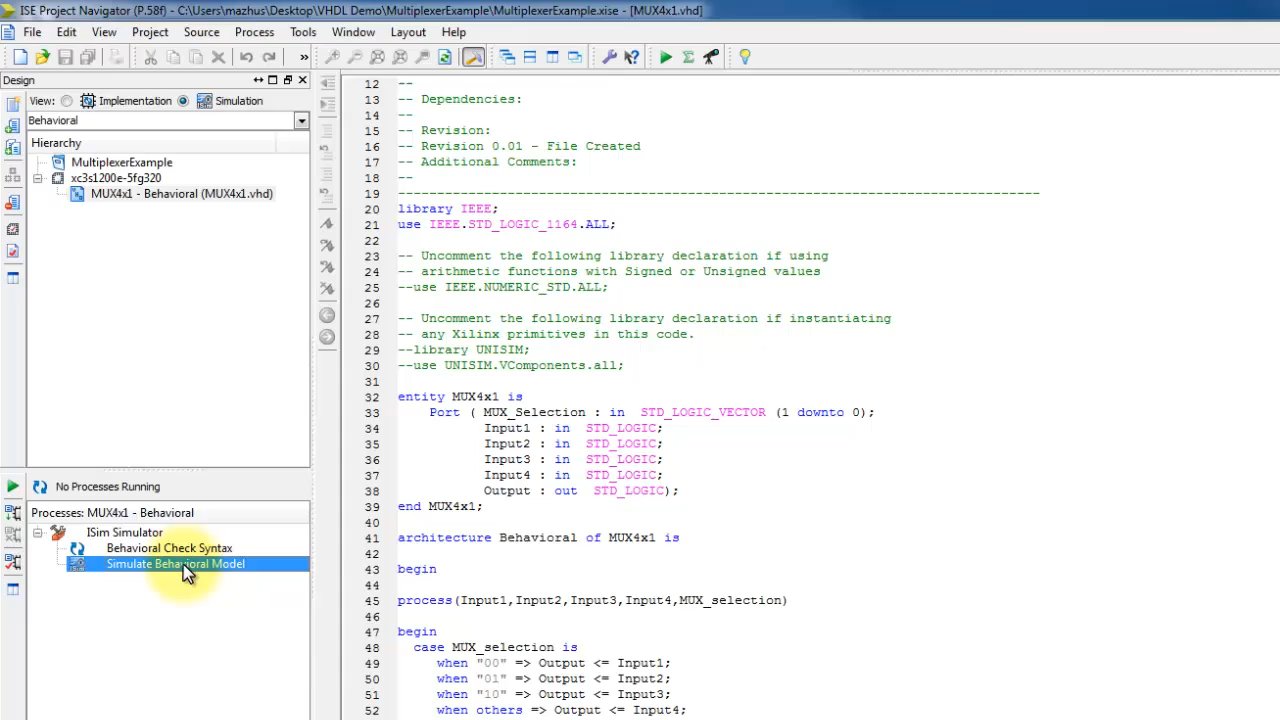 ISE Project Navigator (P.58f) - C:\Users\mazhus\Desktop\VHDL Demo\MultiplexerExample\MultiplexerExample.xise - [MUX4x1.vhd]
File Edit View Project Source Process Tools Window Layout Help
»
Design
View: Implementation Simulation
Behavioral
Hierarchy
MultiplexerExample
xc3s1200e-5fg320
MUX4x1 - Behavioral (MUX4x1.vhd)
No Processes Running
Processes: MUX4x1 - Behavioral
ISim Simulator
Behavioral Check Syntax
Simulate Behavioral Model
12 --
13 -- Dependencies:
14 --
15 -- Revision:
16 -- Revision 0.01 - File Created
17 -- Additional Comments:
18 --
19 ----------------------------------------------------------------------------------
20 library IEEE;
21 use IEEE.STD_LOGIC_1164.ALL;
22
23 -- Uncomment the following library declaration if using
24 -- arithmetic functions with Signed or Unsigned values
25 --use IEEE.NUMERIC_STD.ALL;
26
27 -- Uncomment the following library declaration if instantiating
28 -- any Xilinx primitives in this code.
29 --library UNISIM;
30 --use UNISIM.VComponents.all;
31
32 entity MUX4x1 is
33 Port ( MUX_Selection : in STD_LOGIC_VECTOR (1 downto 0);
34 Input1 : in STD_LOGIC;
35 Input2 : in STD_LOGIC;
36 Input3 : in STD_LOGIC;
37 Input4 : in STD_LOGIC;
38 Output : out STD_LOGIC);
39 end MUX4x1;
40
41 architecture Behavioral of MUX4x1 is
42
43 begin
44
45 process(Input1,Input2,Input3,Input4,MUX_selection)
46
47 begin
48 case MUX_selection is
49 when "00" => Output <= Input1;
50 when "01" => Output <= Input2;
51 when "10" => Output <= Input3;
52 when others => Output <= Input4;